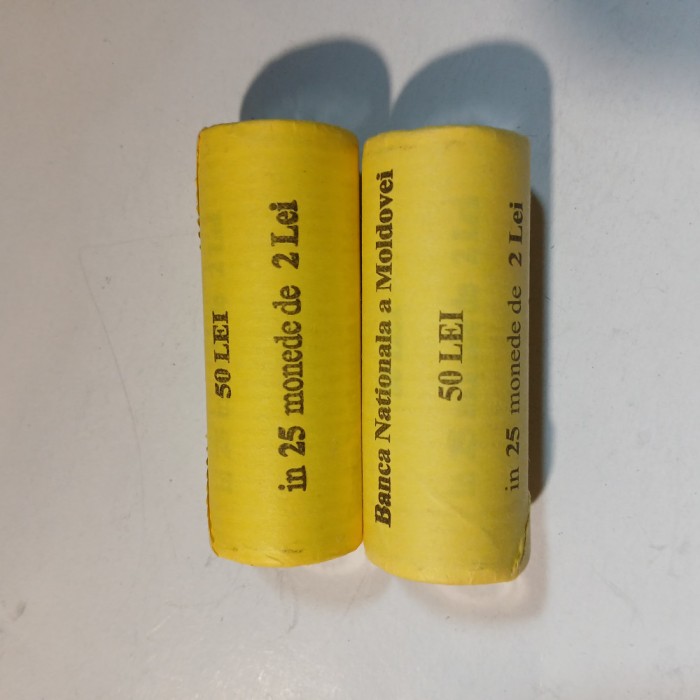 50 LEI
in 25 monede de 2 Lei
Banca Nationala a Moldovei
50 LEI
in 25 monede de 2 Lei